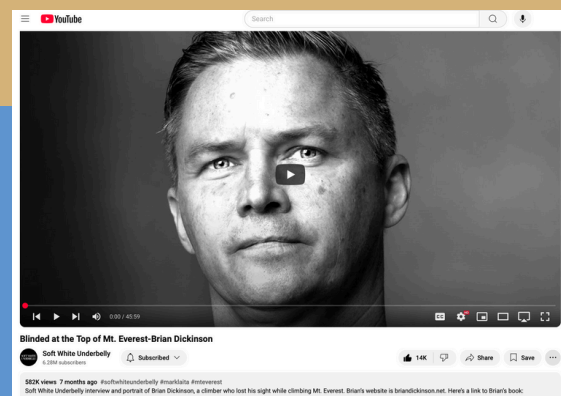 YouTube
Search
0:00 / 45:59
CC
Blinded at the Top of Mt. Everest-Brian Dickinson
Soft White Underbelly
6.28M subscribers
Subscribed
14K
Share
Save
582K views 7 months ago #softwhiteunderbelly #marklaita #mteverest
Soft White Underbelly interview and portrait of Brian Dickinson, a climber who lost his sight while climbing Mt. Everest. Brian's website is briandickinson.net. Here's a link to Brian's book: